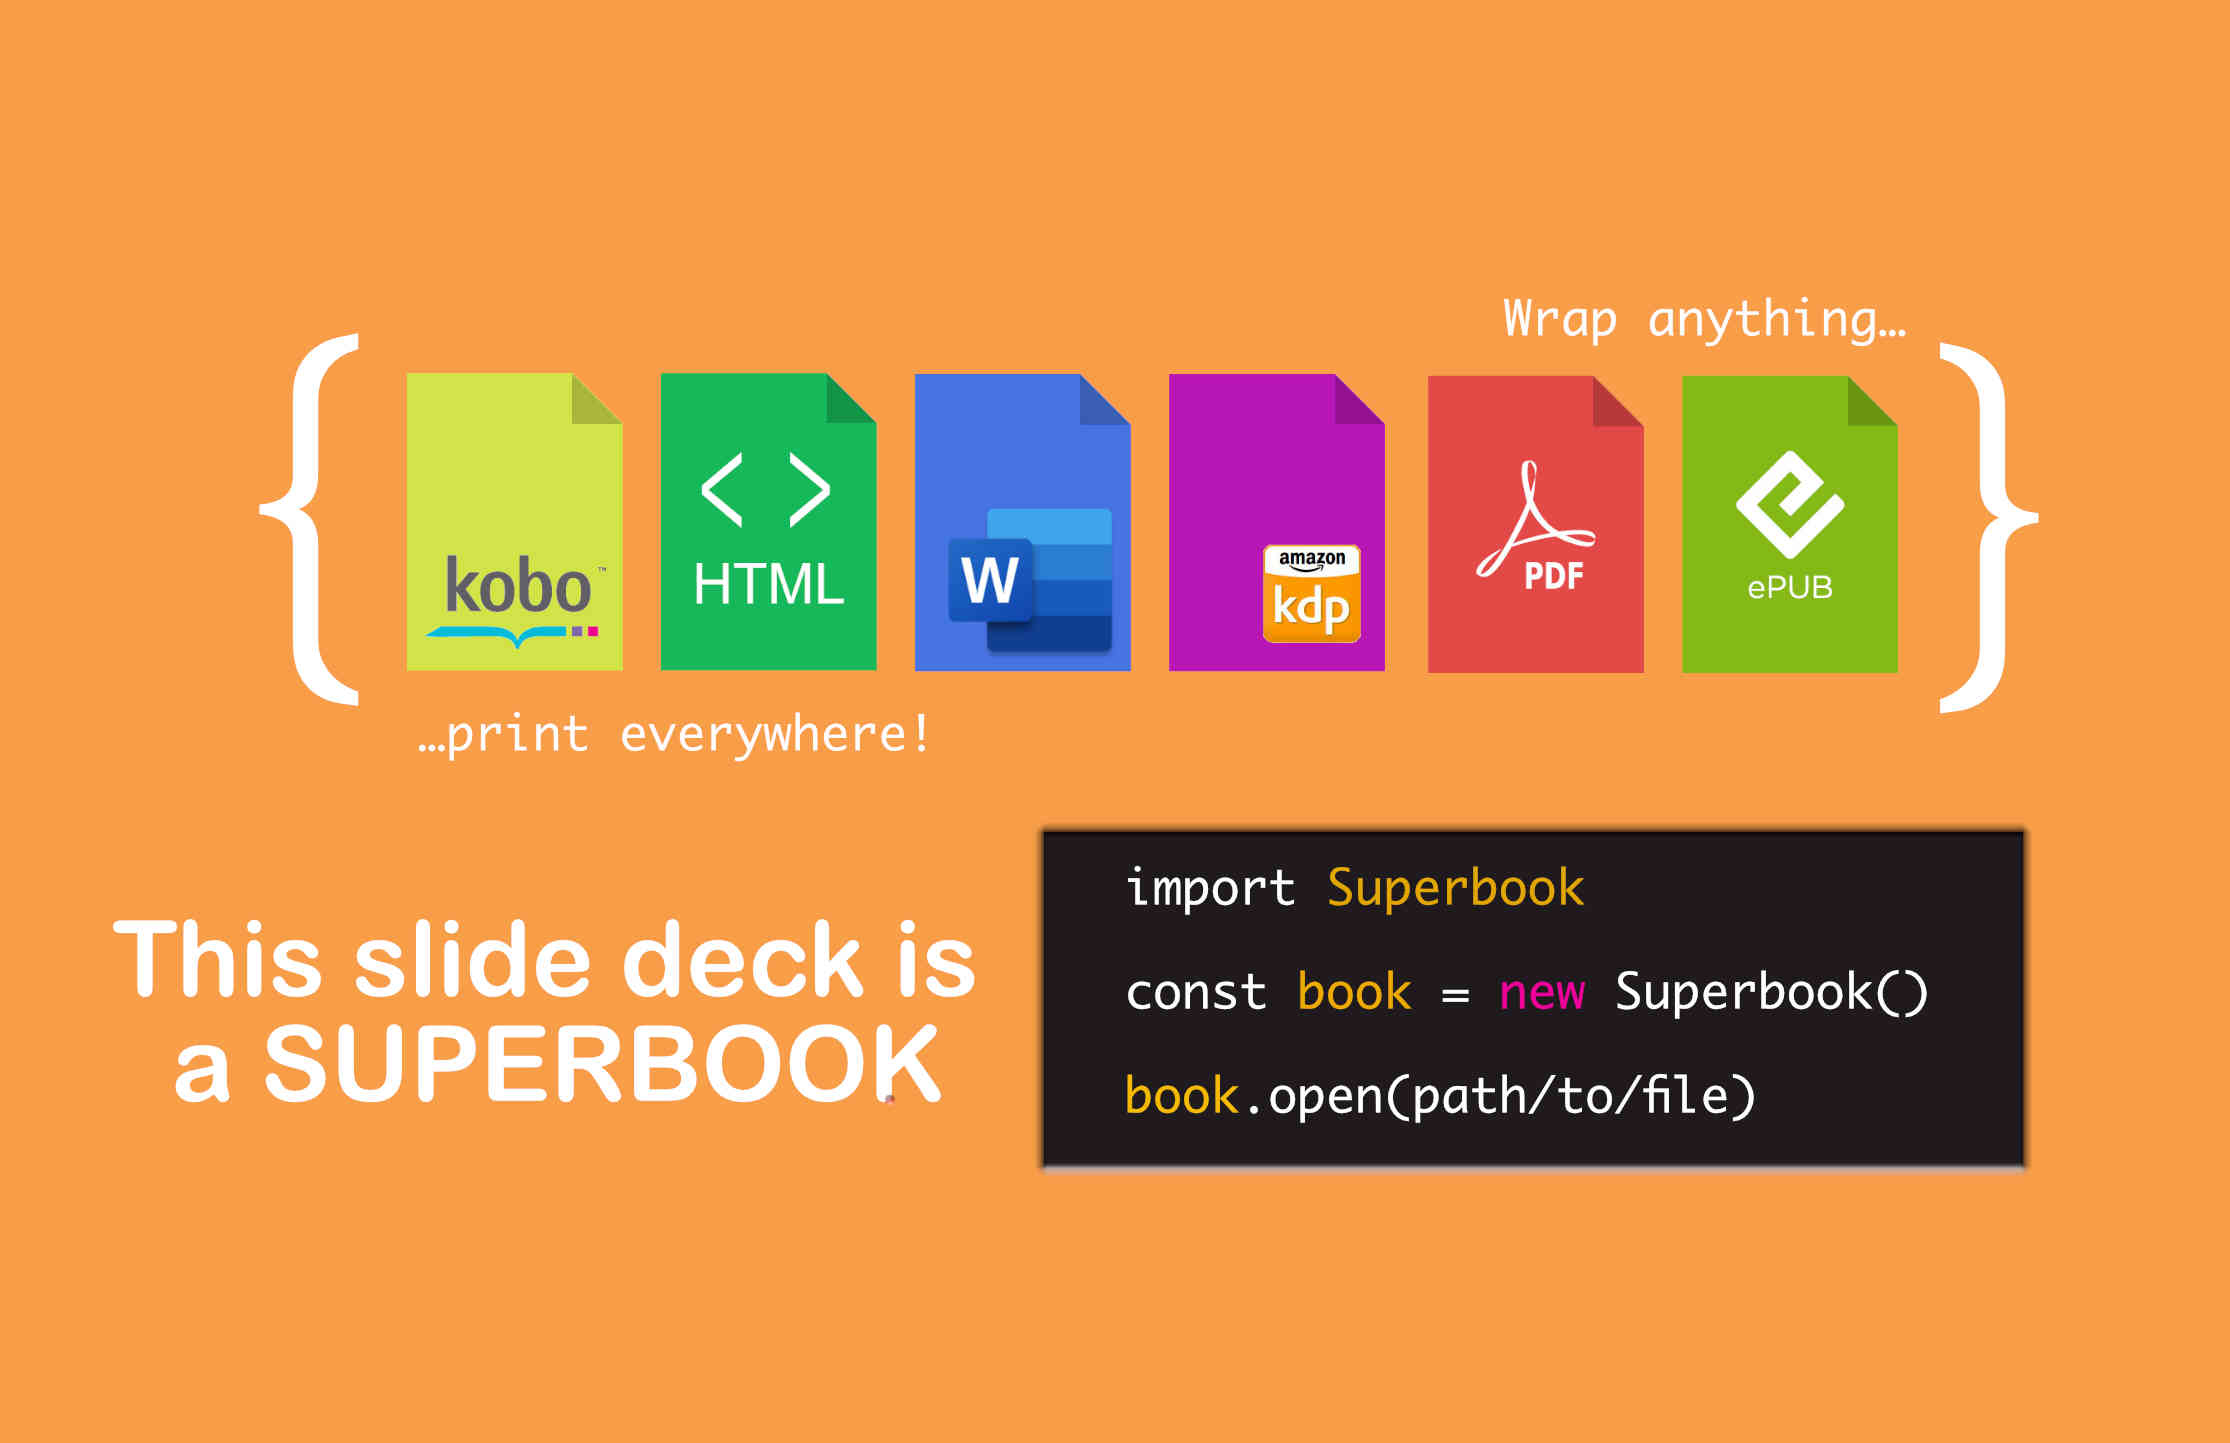 Wrap anything…
kobo™
< >
HTML
W
amazon
kdp
PDF
ePUB
…print everywhere!
This slide deck is
a SUPERBOOK
import Superbook
const book = new Superbook()
book.open(path/to/file)